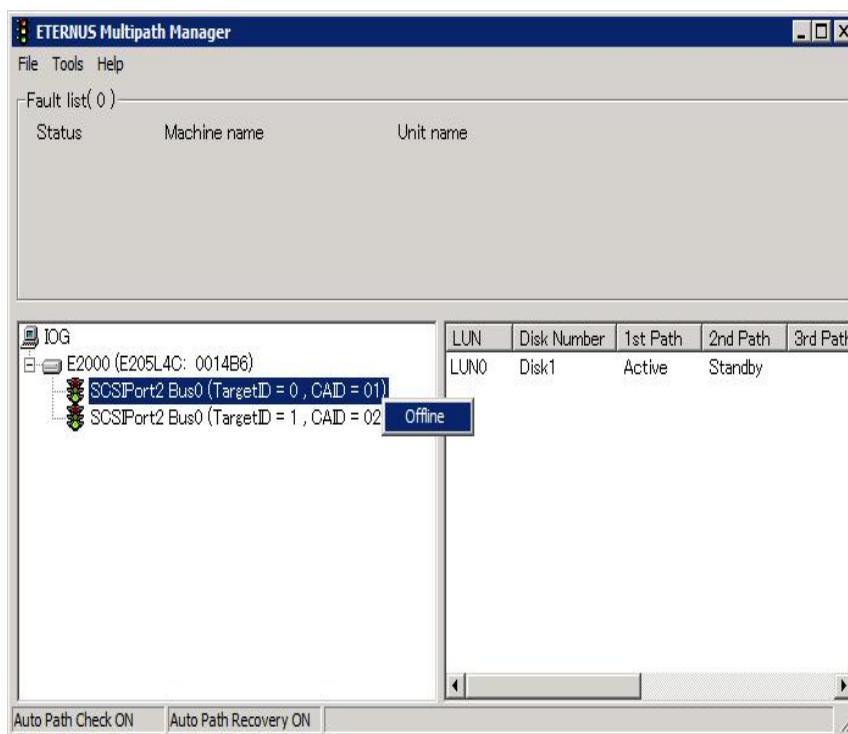 ETERNUS Multipath Manager
File Tools Help
Fault list( 0 )
Status Machine name Unit name
IOG
E2000 (E205L4C: 0014B6)
SCSIPort2 Bus0 (TargetID = 0 , CAID = 01)
SCSIPort2 Bus0 (TargetID = 1 , CAID = 02
Offline
LUN Disk Number 1st Path 2nd Path 3rd Path
LUN0 Disk1 Active Standby
Auto Path Check ON Auto Path Recovery ON